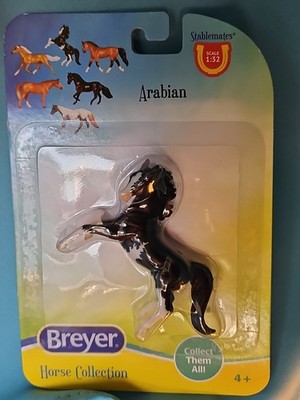 Stablemates®
SCALE
1:32
Arabian
Breyer®
Collect
Them
All!
Horse Collection
4+